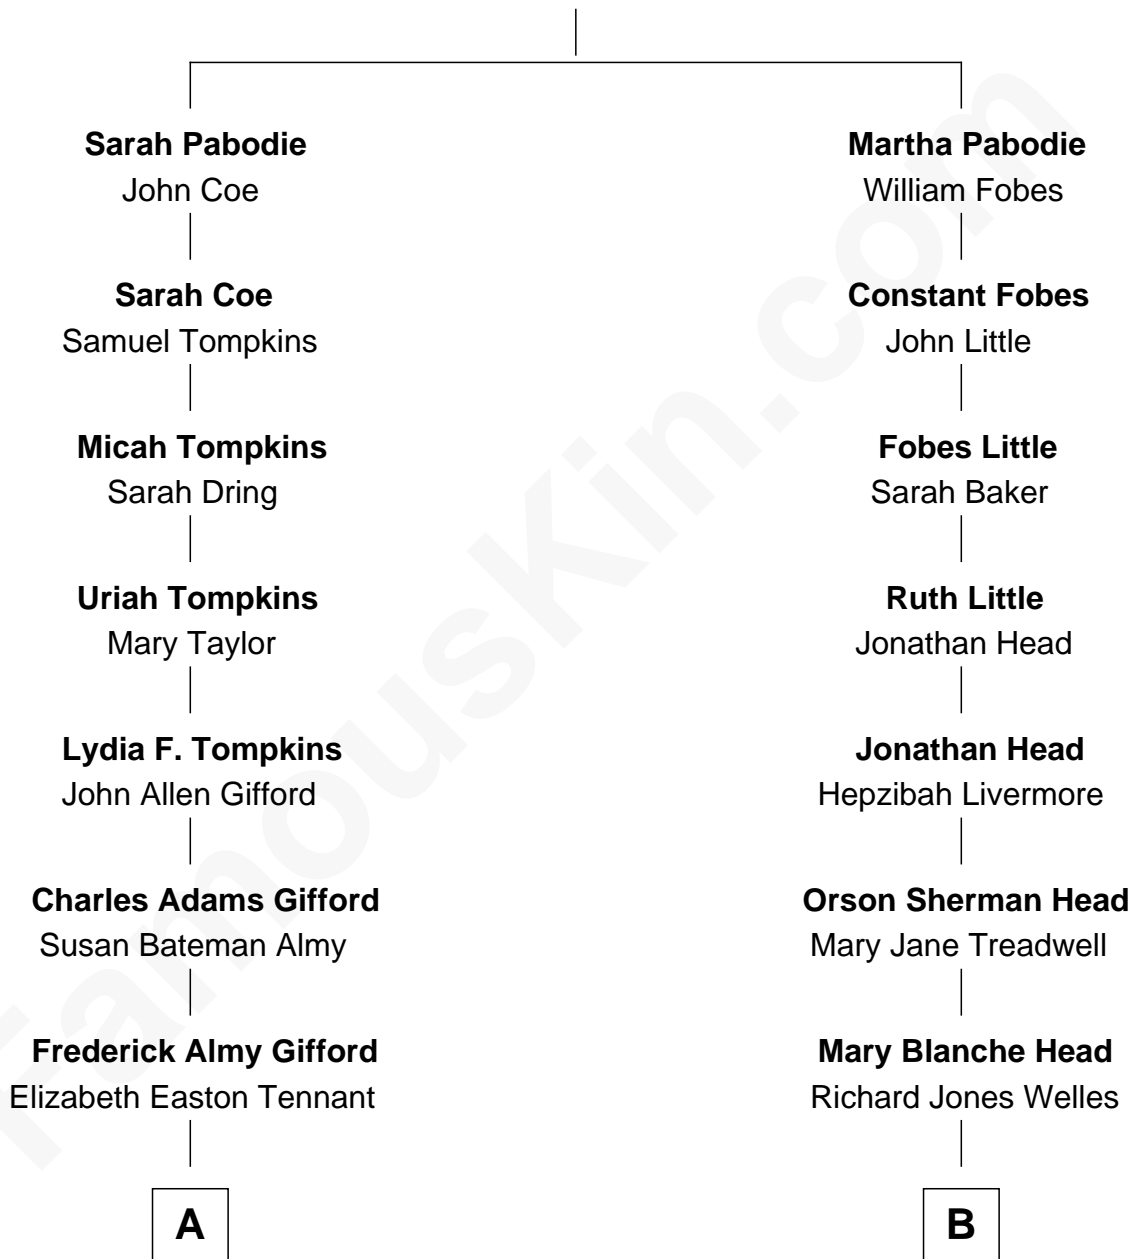 Sarah Pabodie
John Coe
Sarah Coe
Samuel Tompkins
Micah Tompkins
Sarah Dring
Uriah Tompkins
Mary Taylor
Lydia F. Tompkins
John Allen Gifford
Charles Adams Gifford
Susan Bateman Almy
Frederick Almy Gifford
Elizabeth Easton Tennant
A
Martha Pabodie
William Fobes
Constant Fobes
John Little
Fobes Little
Sarah Baker
Ruth Little
Jonathan Head
Jonathan Head
Hepzibah Livermore
Orson Sherman Head
Mary Jane Treadwell
Mary Blanche Head
Richard Jones Welles
B
FamousKin.com